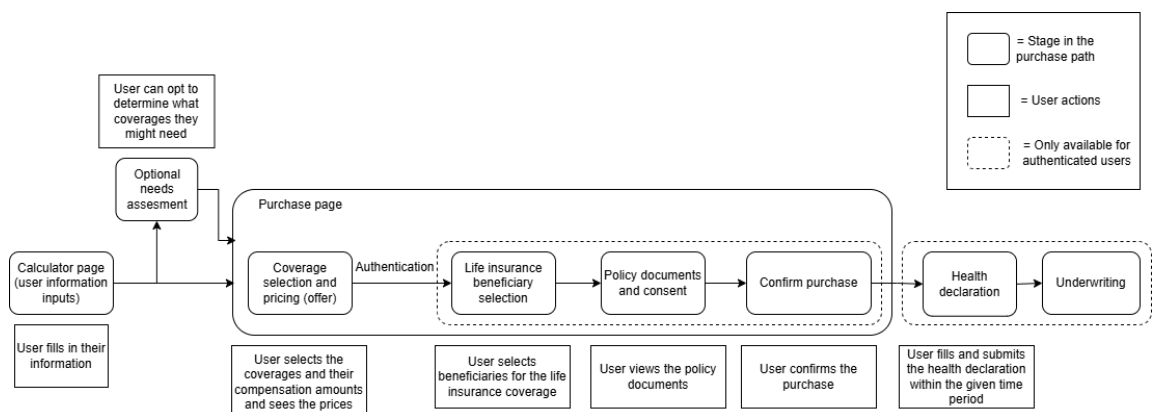 = Stage in the
purchase path
= User actions
= Only available for
authenticated users
User can opt to
determine what
coverages they
might need
Optional
needs
assesment
Purchase page
Calculator page
(user information
inputs)
Coverage
selection and
pricing (offer)
Authentication
Life insurance
beneficiary
selection
Policy documents
and consent
Confirm purchase
Health
declaration
Underwriting
User fills in their
information
User selects the
coverages and their
compensation amounts
and sees the prices
User selects
beneficiaries for the life
insurance coverage
User views the policy
documents
User confirms the
purchase
User fills and submits
the health declaration
within the given time
period